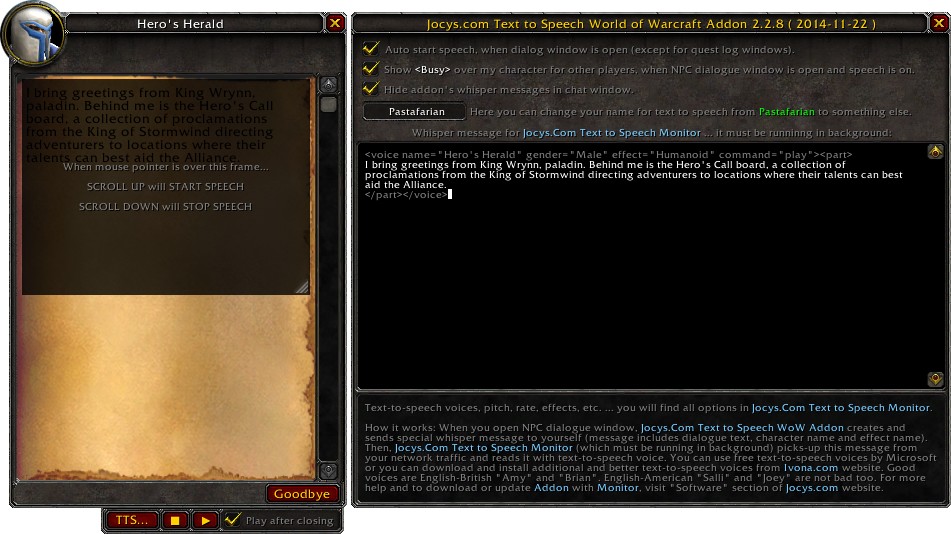 Hero's Herald
I bring greetings from King Wrynn,
paladin. Behind me is the Hero's Call
board, a collection of proclamations
from the King of Stormwind directing
adventurers to locations where their
talents can best aid the Alliance.
When mouse pointer is over this frame...
SCROLL UP will START SPEECH
SCROLL DOWN will STOP SPEECH
Goodbye
TTS...
Play after closing
Jocys.com Text to Speech World of Warcraft Addon 2.2.8 ( 2014-11-22 )
Auto start speech, when dialog window is open (except for quest log windows).
Show <Busy> over my character for other players, when NPC dialogue window is open and speech is on.
Hide addon's whisper messages in chat window.
Pastafarian Here you can change your name for text to speech from Pastafarian to something else.
Whisper message for Jocys.Com Text to Speech Monitor ... it must be runninng in background:
<voice name="Hero's Herald" gender="Male" effect="Humanoid" command="play"><part>
I bring greetings from King Wrynn, paladin. Behind me is the Hero's Call board, a collection of
proclamations from the King of Stormwind directing adventurers to locations where their talents can best
aid the Alliance.
</part></voice>
Text-to-speech voices, pitch, rate, effects, etc. ... you will find all options in Jocys.Com Text to Speech Monitor.
How it works: When you open NPC dialogue window, Jocys.Com Text to Speech WoW Addon creates and
sends special whisper message to yourself (message includes dialogue text, character name and effect name).
Then, Jocys.Com Text to Speech Monitor (which must be running in background) picks-up this message from
your network traffic and reads it with text-to-speech voice. You can use free text-to-speech voices by Microsoft
or you can download and install additional and better text-to-speech voices from Ivona.com website. Good
voices are English-British "Amy" and "Brian". English-American "Salli" and "Joey" are not bad too. For more
help and to download or update Addon with Monitor, visit "Software" section of Jocys.com website.